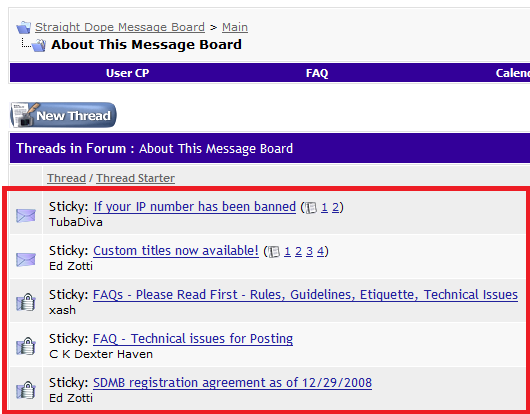 Straight Dope Message Board > Main
About This Message Board
User CP FAQ Calen
New Thread
Threads in Forum : About This Message Board
Thread / Thread Starter
Sticky: If your IP number has been banned ( 1 2)
TubaDiva
Sticky: Custom titles now available! ( 1 2 3 4)
Ed Zotti
Sticky: FAQs - Please Read First - Rules, Guidelines, Etiquette, Technical Issues
xash
Sticky: FAQ - Technical issues for Posting
C K Dexter Haven
Sticky: SDMB registration agreement as of 12/29/2008
Ed Zotti